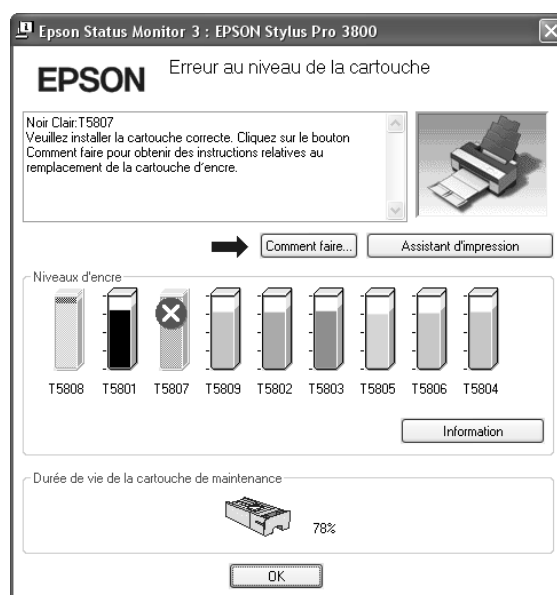 Epson Status Monitor 3 : EPSON Stylus Pro 3800
EPSON
Erreur au niveau de la cartouche
Noir Clair:T5807
Veuillez installer la cartouche correcte. Cliquez sur le bouton
Comment faire pour obtenir des instructions relatives au
remplacement de la cartouche d'encre.
Comment faire...
Assistant d'impression
Niveaux d'encre
T5808 T5801 T5807 T5809 T5802 T5803 T5805 T5806 T5804
Information
Durée de vie de la cartouche de maintenance
78%
OK